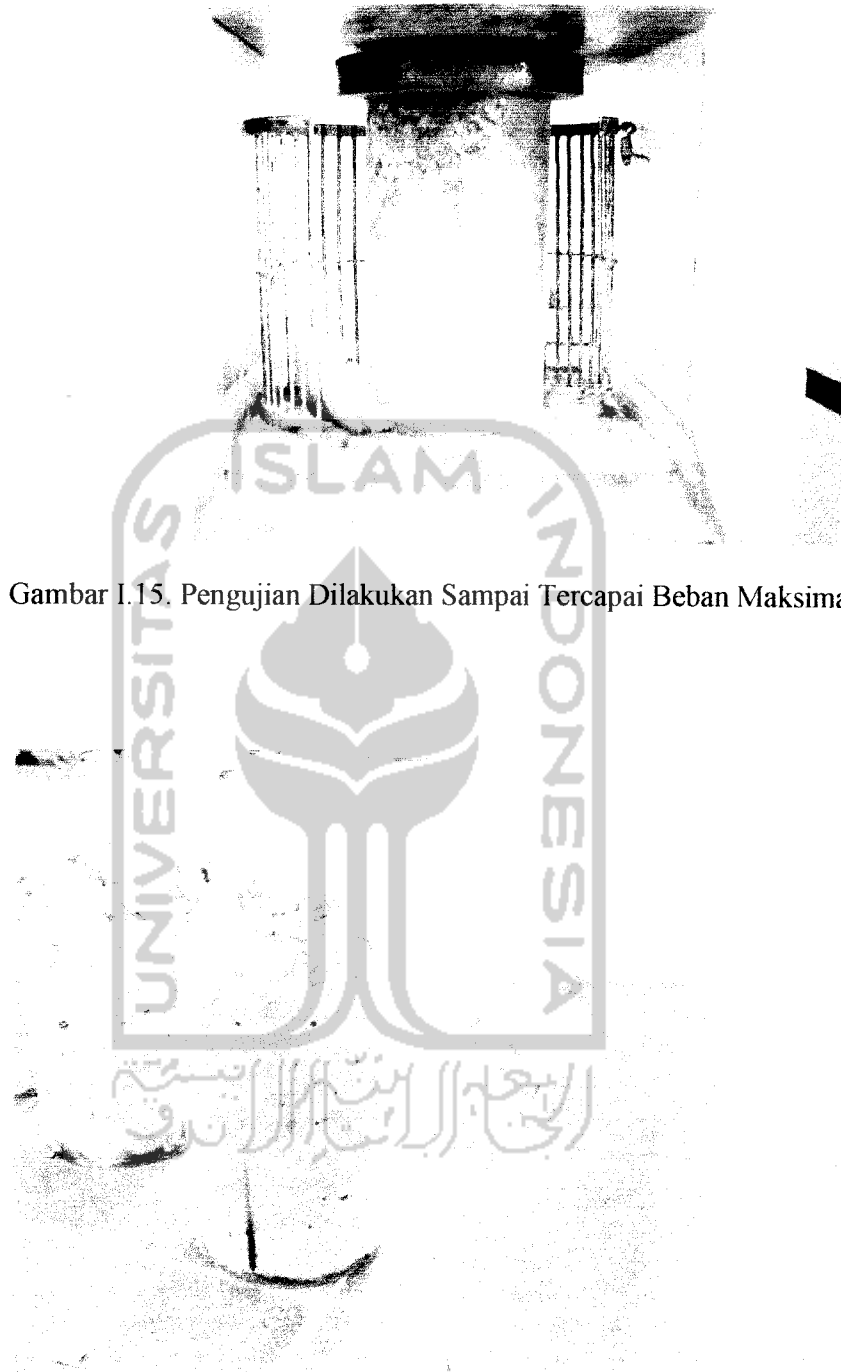 ISLAM
UNIVERSITAS
INDONESIA
Gambar I.15. Pengujian Dilakukan Sampai Tercapai Beban Maksima